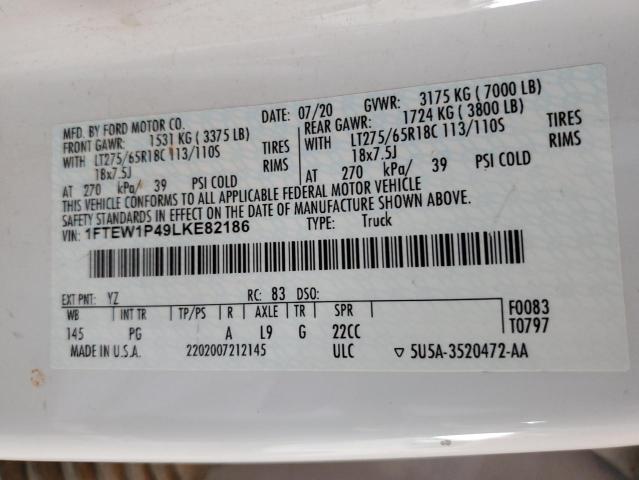 MFD. BY FORD MOTOR CO.
DATE: 07/20 GVWR: 3175 KG (7000 LB)
FRONT GAWR: 1531 KG (3375 LB) REAR GAWR: 1724 KG (3800 LB)
WITH LT275/65R18C 113/110S TIRES WITH LT275/65R18C 113/110S TIRES
18x7.5J RIMS 18x7.5J RIMS
AT 270 kPa/ 39 PSI COLD AT 270 kPa/ 39 PSI COLD
THIS VEHICLE CONFORMS TO ALL APPLICABLE FEDERAL MOTOR VEHICLE
SAFETY STANDARDS IN EFFECT ON THE DATE OF MANUFACTURE SHOWN ABOVE.
VIN: 1FTEW1P49LKE82186 TYPE: Truck
EXT PNT: YZ RC: 83 DSO:
WB INT TR TP/PS R AXLE TR SPR F0083
145 PG A L9 G 22CC T0797
MADE IN U.S.A. 2202007212145 ULC ▽ 5U5A-3520472-AA